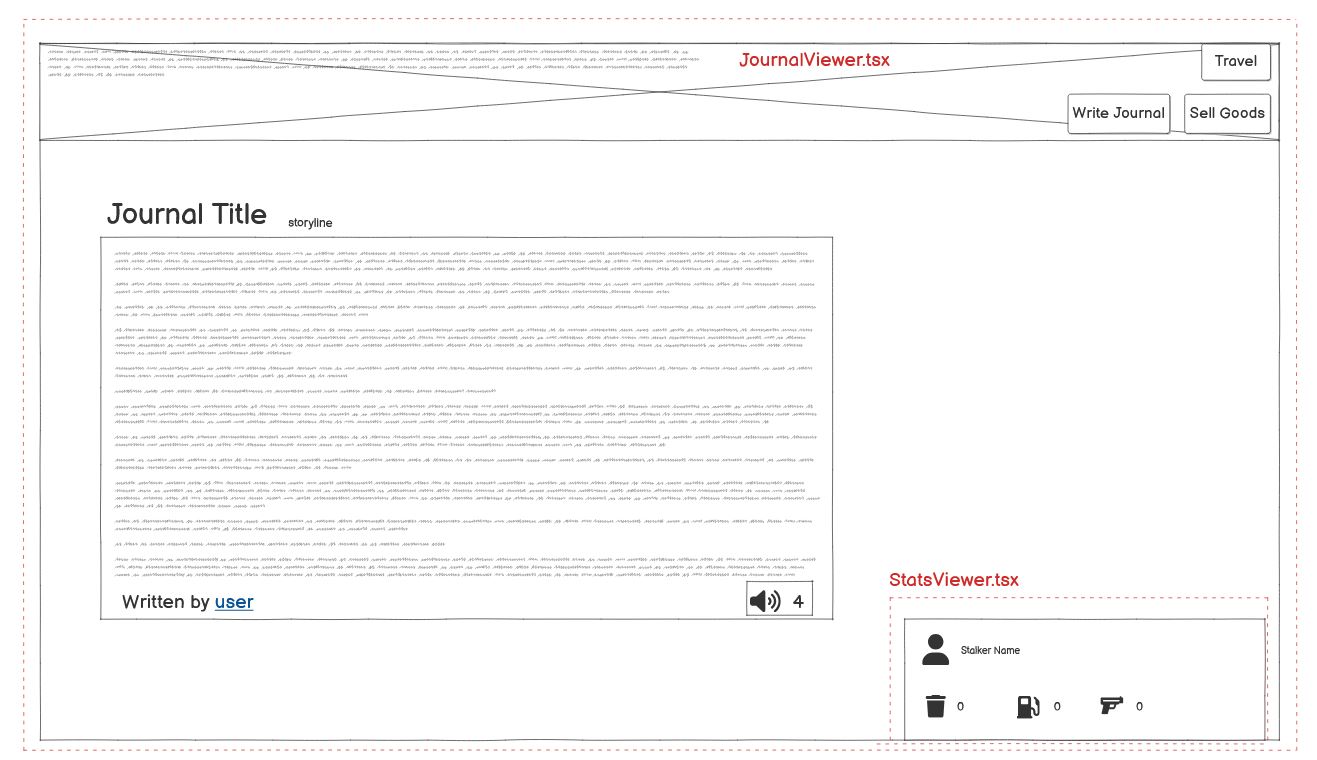 JournalViewer.tsx
Travel
Write Journal
Sell Goods
Journal Title
storyline
Written by user
4
StatsViewer.tsx
Stalker Name
0
0
0